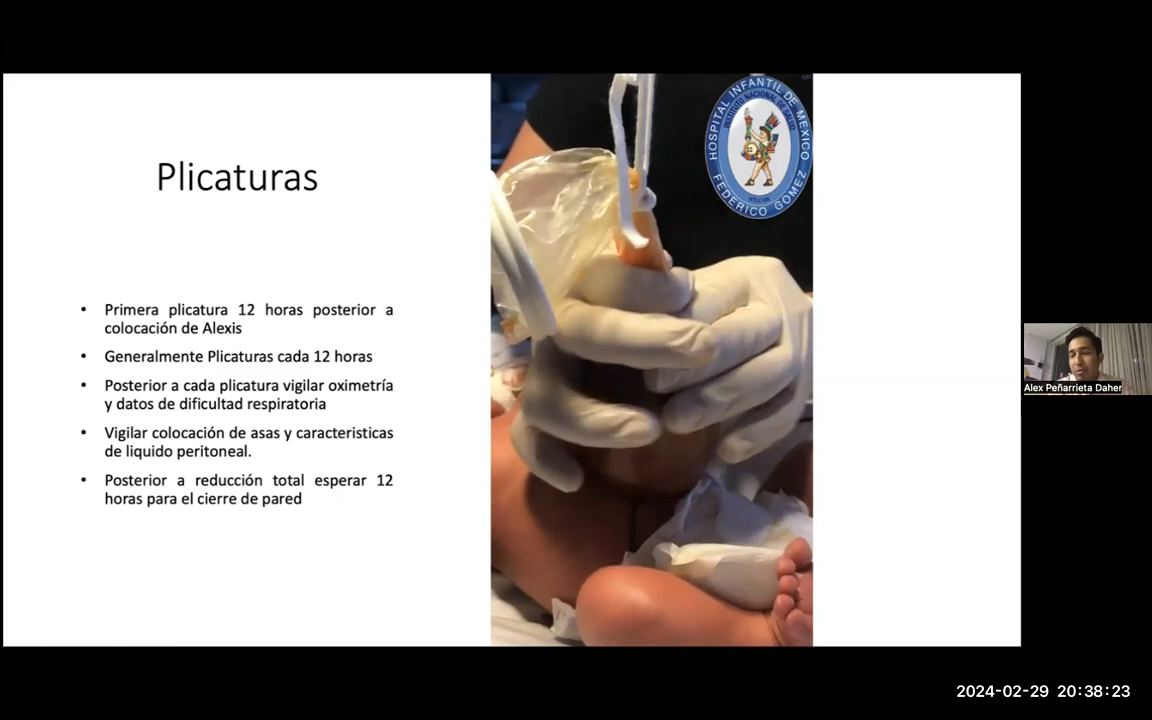 Plicaturas
• Primera plicatura 12 horas posterior a
colocación de Alexis
• Generalmente Plicaturas cada 12 horas
• Posterior a cada plicatura vigilar oximetría
y datos de dificultad respiratoria
• Vigilar colocación de asas y caracteristicas
de liquido peritoneal.
• Posterior a reducción total esperar 12
horas para el cierre de pared
HOSPITAL INFANTIL DE MEXICO
FEDERICO GOMEZ
Alex Peñarrieta Daher
2024-02-29 20:38:23